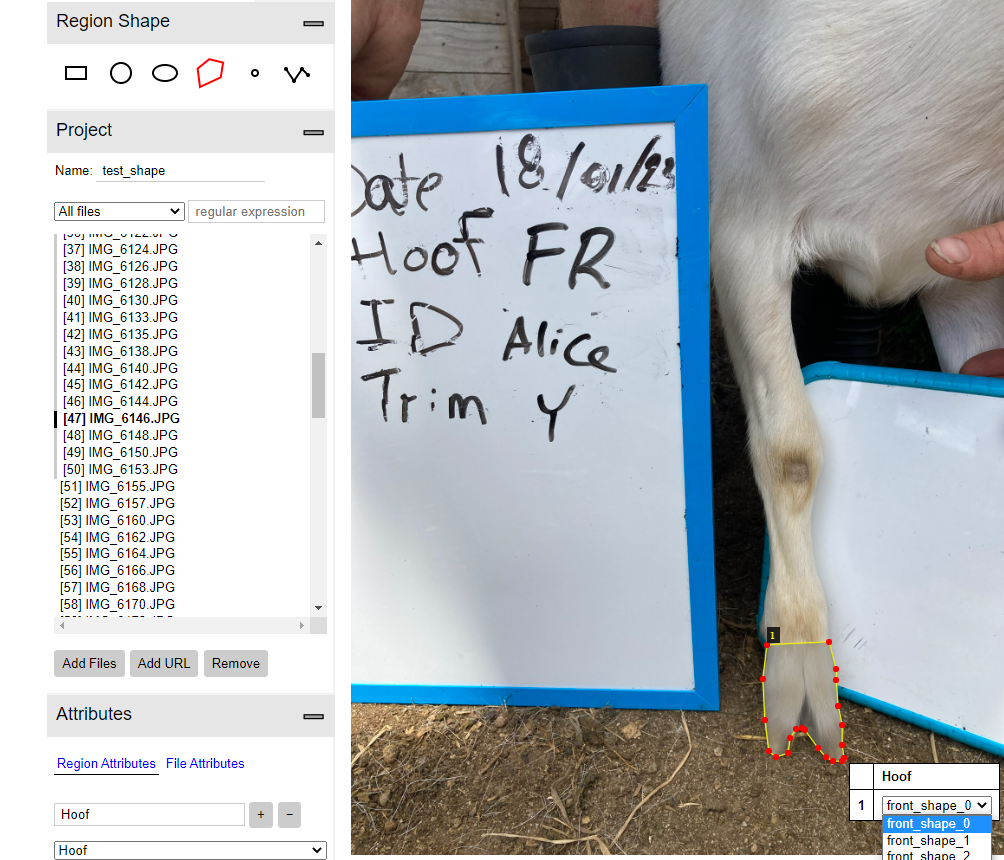 Region Shape
Project
Name: test_shape
All files
regular expression
[37] IMG_6124.JPG
[38] IMG_6126.JPG
[39] IMG_6128.JPG
[40] IMG_6130.JPG
[41] IMG_6133.JPG
[42] IMG_6135.JPG
[43] IMG_6138.JPG
[44] IMG_6140.JPG
[45] IMG_6142.JPG
[46] IMG_6144.JPG
[47] IMG_6146.JPG
[48] IMG_6148.JPG
[49] IMG_6150.JPG
[50] IMG_6153.JPG
[51] IMG_6155.JPG
[52] IMG_6157.JPG
[53] IMG_6160.JPG
[54] IMG_6162.JPG
[55] IMG_6164.JPG
[56] IMG_6166.JPG
[57] IMG_6168.JPG
[58] IMG_6170.JPG
Add Files Add URL Remove
Attributes
Region Attributes File Attributes
Hoof + −
Hoof
Date 18/01/23
Hoof FR
ID Alice
Trim Y
1
Hoof
1 front_shape_0
front_shape_0
front_shape_1
front_shape_2